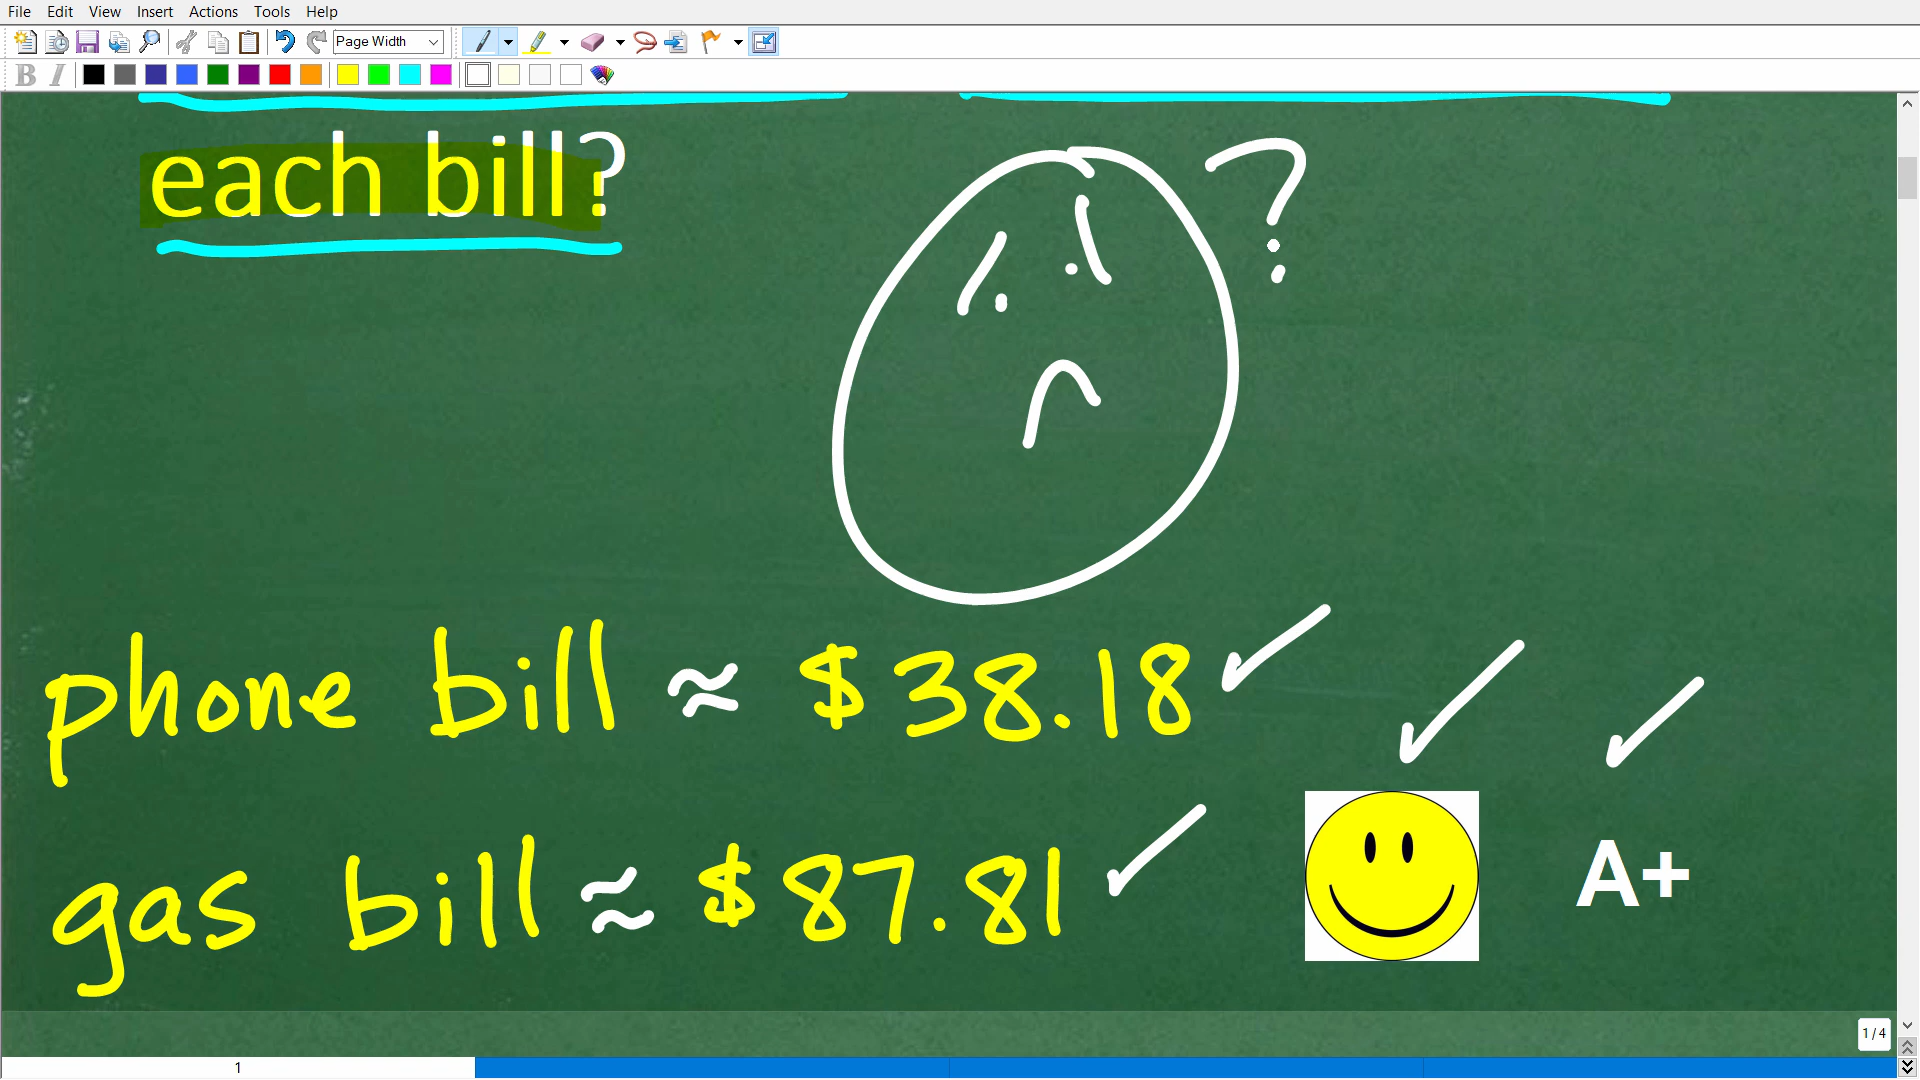 File Edit View Insert Actions Tools Help
Page Width
B I
each bill?
?
phone bill ≈ $38.18 ✓
gas bill ≈ $87.81 ✓
A+
1 / 4
1